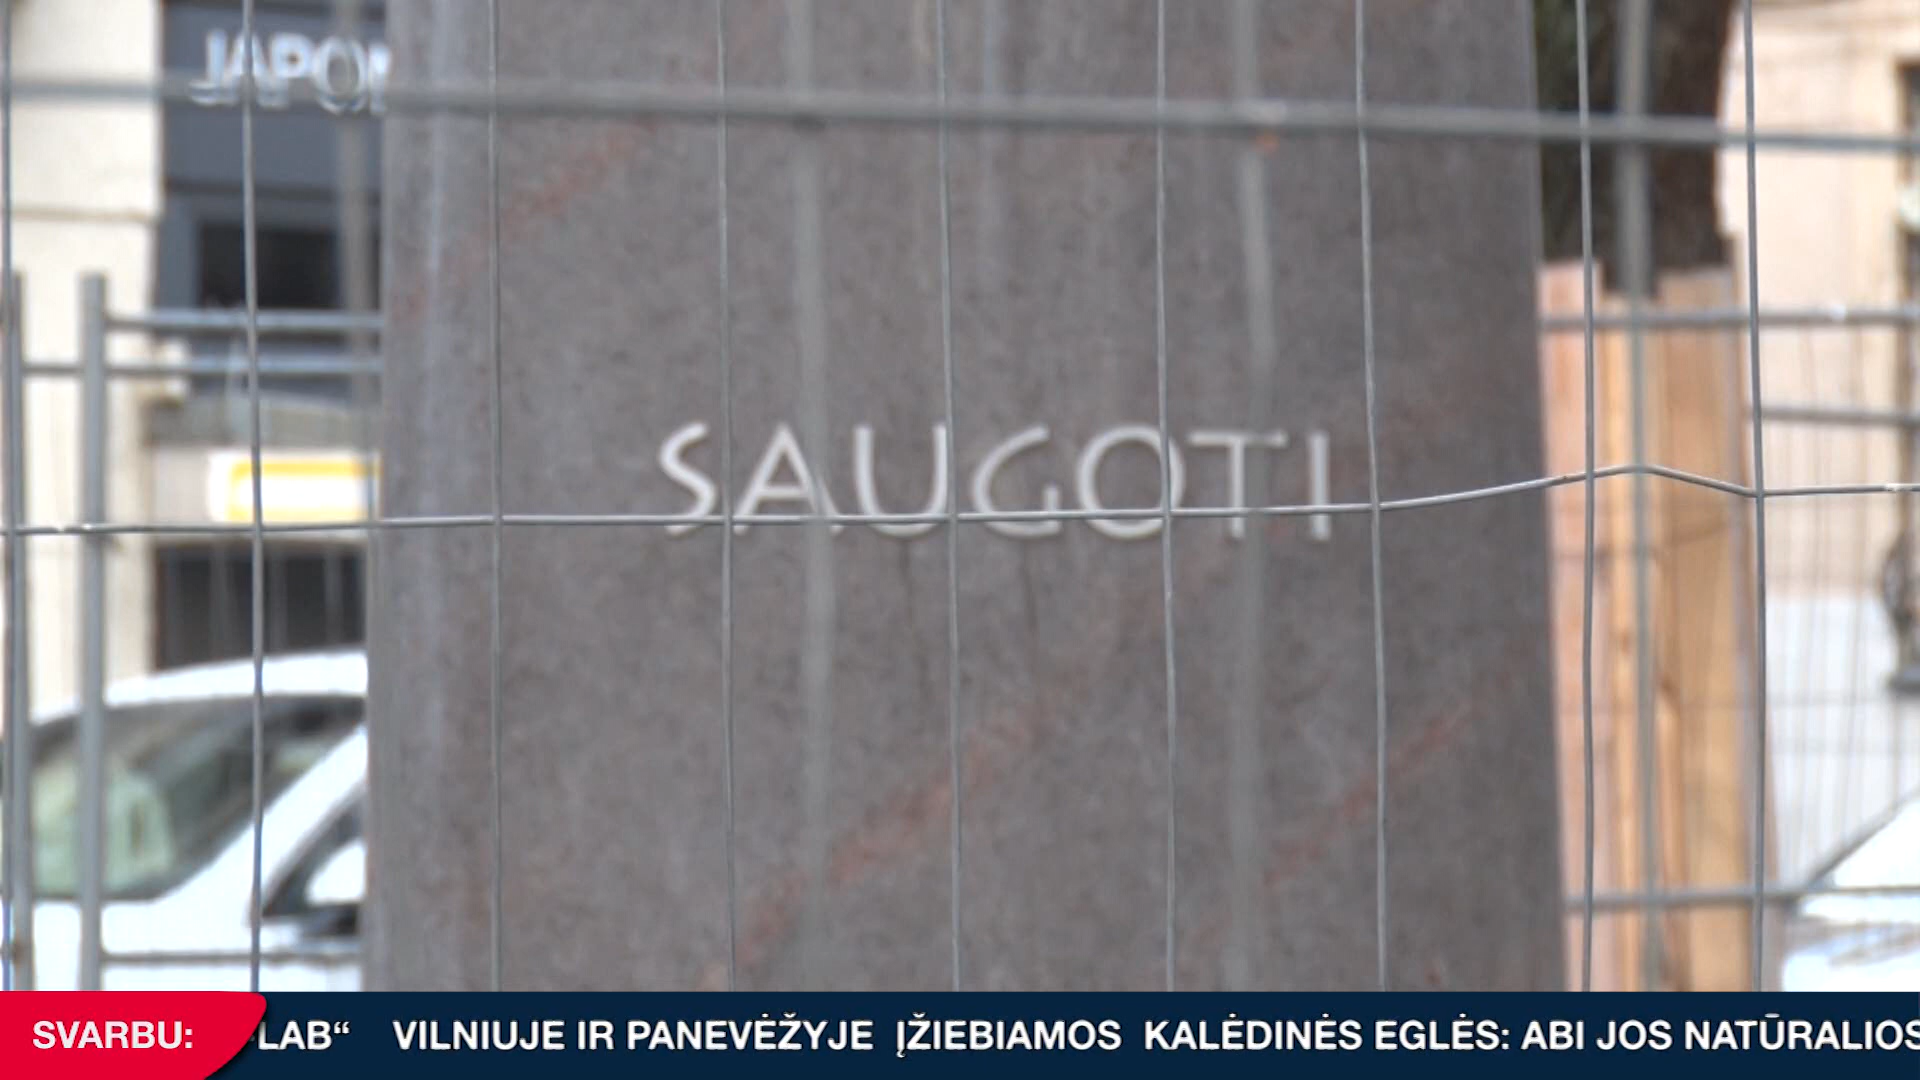 JAPON
SAUGOTI
SVARBU: -LAB“ VILNIUJE IR PANEVĖŽYJE ĮŽIEBIAMOS KALĖDINĖS EGLĖS: ABI JOS NATŪRALIOS